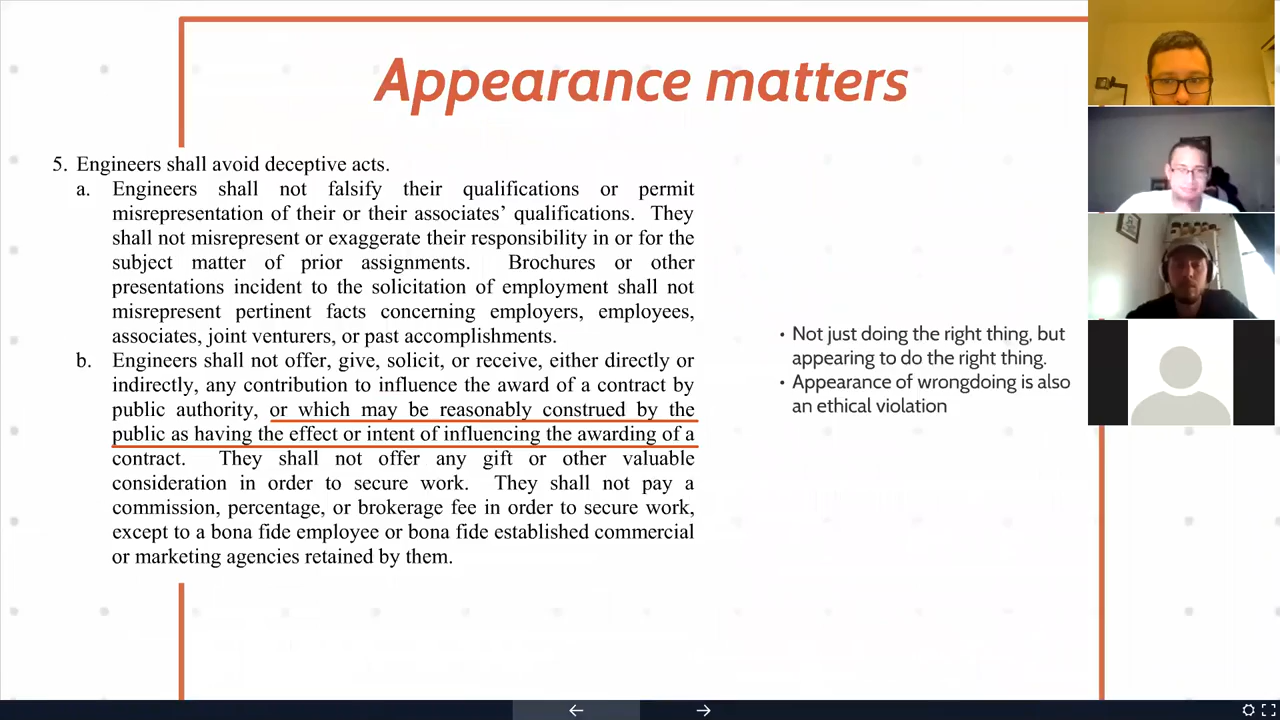 Appearance matters
5. Engineers shall avoid deceptive acts.
a. Engineers shall not falsify their qualifications or permit
misrepresentation of their or their associates' qualifications. They
shall not misrepresent or exaggerate their responsibility in or for the
subject matter of prior assignments. Brochures or other
presentations incident to the solicitation of employment shall not
misrepresent pertinent facts concerning employers, employees,
associates, joint venturers, or past accomplishments.
b. Engineers shall not offer, give, solicit, or receive, either directly or
indirectly, any contribution to influence the award of a contract by
public authority, or which may be reasonably construed by the
public as having the effect or intent of influencing the awarding of a
contract. They shall not offer any gift or other valuable
consideration in order to secure work. They shall not pay a
commission, percentage, or brokerage fee in order to secure work,
except to a bona fide employee or bona fide established commercial
or marketing agencies retained by them.
• Not just doing the right thing, but
appearing to do the right thing.
• Appearance of wrongdoing is also
an ethical violation